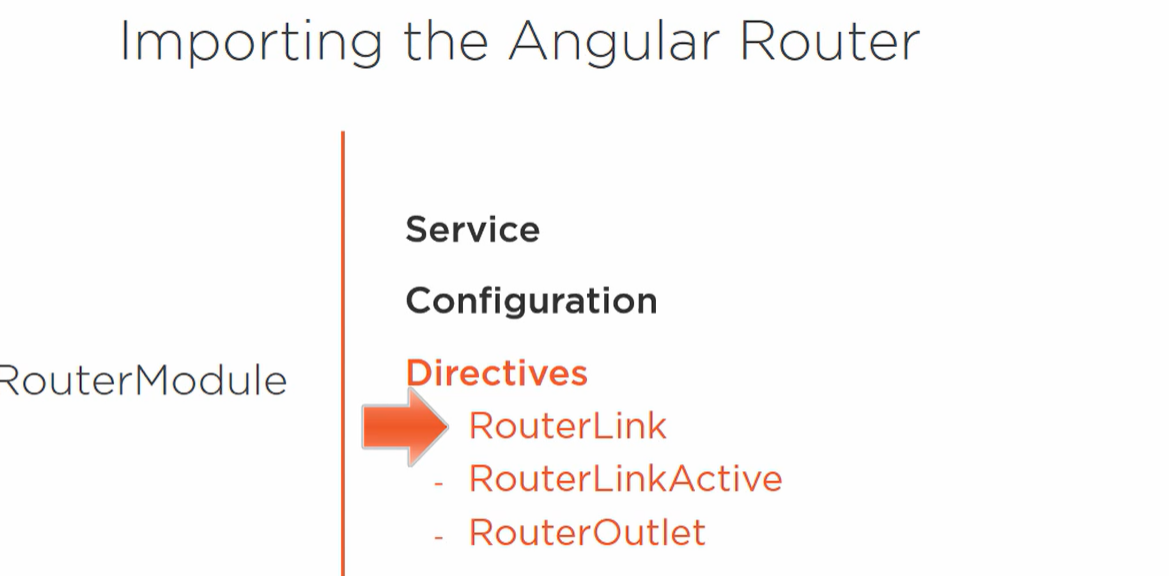 Importing the Angular Router
Service
Configuration
RouterModule
Directives
RouterLink
- RouterLinkActive
- RouterOutlet